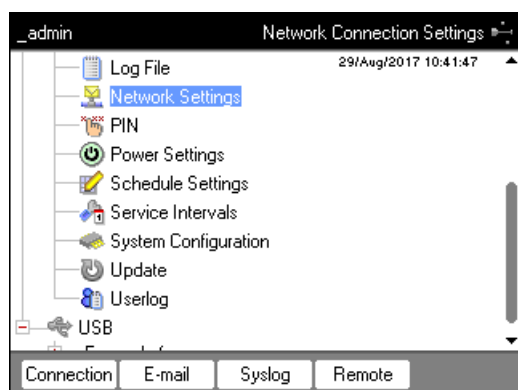 _admin Network Connection Settings
29/Aug/2017 10:41:47
Log File
Network Settings
PIN
Power Settings
Schedule Settings
Service Intervals
System Configuration
Update
Userlog
USB
Connection E-mail Syslog Remote